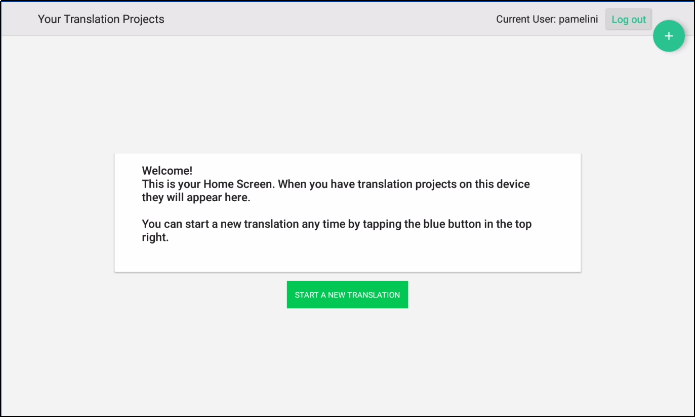 Your Translation Projects
Current User: pamelini
Log out
+
Welcome!
This is your Home Screen. When you have translation projects on this device
they will appear here.
You can start a new translation any time by tapping the blue button in the top
right.
START A NEW TRANSLATION